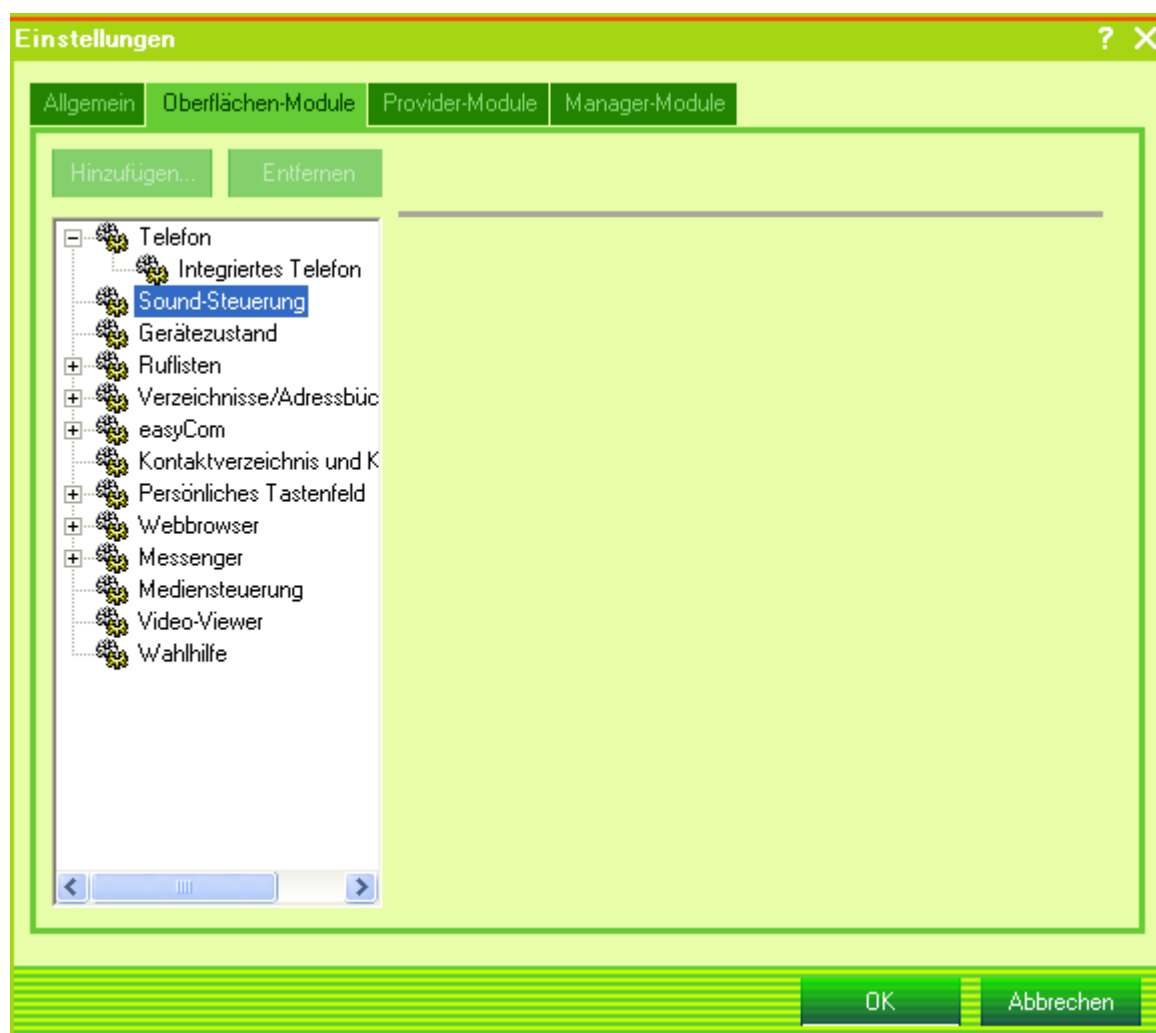 Einstellungen ? X
Allgemein Oberflächen-Module Provider-Module Manager-Module
Hinzufügen... Entfernen
Telefon
Integriertes Telefon
Sound-Steuerung
Gerätezustand
Ruflisten
Verzeichnisse/Adressbüc
easyCom
Kontaktverzeichnis und K
Persönliches Tastenfeld
Webbrowser
Messenger
Mediensteuerung
Video-Viewer
Wahlhilfe
OK Abbrechen